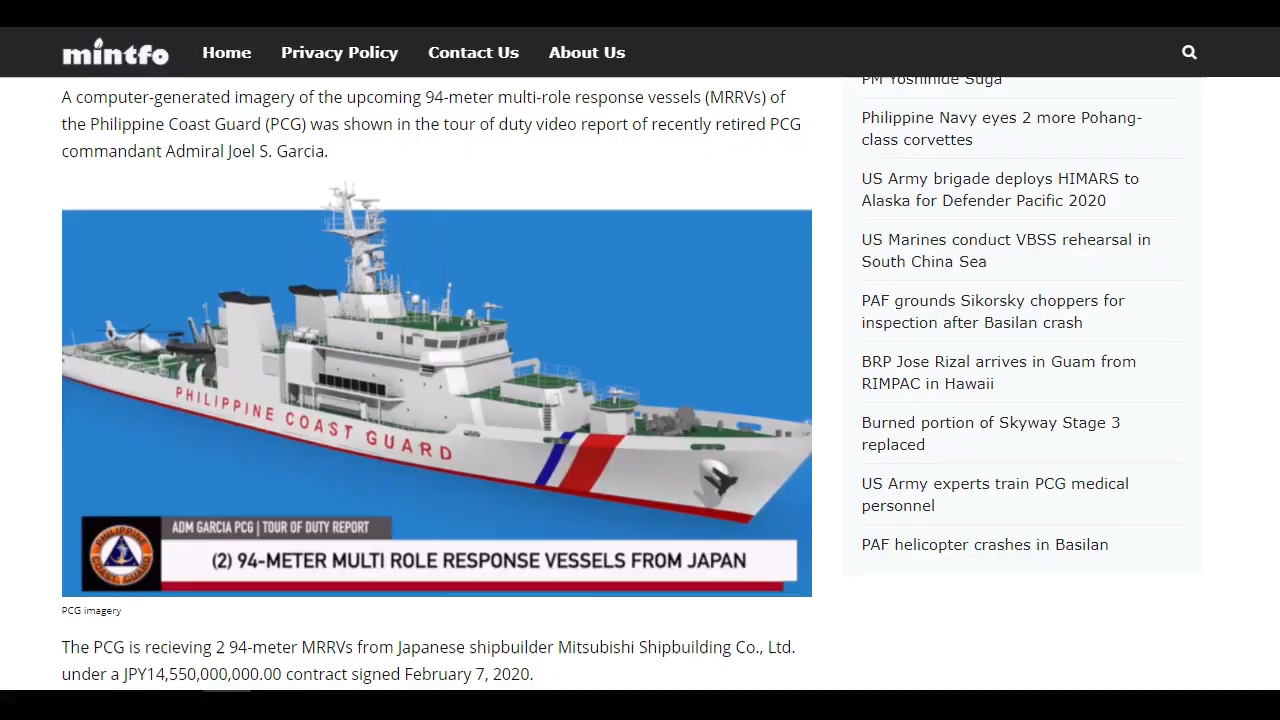 mintfo
Home
Privacy Policy
Contact Us
About Us
A computer-generated imagery of the upcoming 94-meter multi-role response vessels (MRRVs) of
the Philippine Coast Guard (PCG) was shown in the tour of duty video report of recently retired PCG
commandant Admiral Joel S. Garcia.
PHILIPPINE COAST GUARD
PHILIPPINE
COAST GUARD
ADM GARCIA PCG | TOUR OF DUTY REPORT
(2) 94-METER MULTI ROLE RESPONSE VESSELS FROM JAPAN
PCG imagery
The PCG is recieving 2 94-meter MRRVs from Japanese shipbuilder Mitsubishi Shipbuilding Co., Ltd.
under a JPY14,550,000,000.00 contract signed February 7, 2020.
PM Yoshihide Suga
Philippine Navy eyes 2 more Pohang-
class corvettes
US Army brigade deploys HIMARS to
Alaska for Defender Pacific 2020
US Marines conduct VBSS rehearsal in
South China Sea
PAF grounds Sikorsky choppers for
inspection after Basilan crash
BRP Jose Rizal arrives in Guam from
RIMPAC in Hawaii
Burned portion of Skyway Stage 3
replaced
US Army experts train PCG medical
personnel
PAF helicopter crashes in Basilan